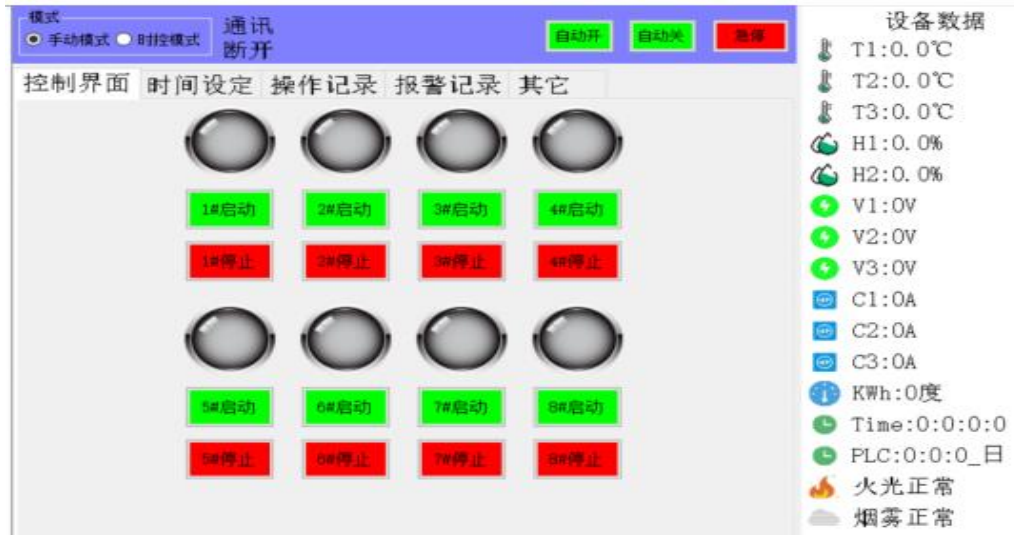 模式
手动模式 时控模式
通讯
断开
自动开 自动关 急停
控制界面 时间设定 操作记录 报警记录 其它
1#启动 2#启动 3#启动 4#启动
1#停止 2#停止 3#停止 4#停止
5#启动 6#启动 7#启动 8#启动
5#停止 6#停止 7#停止 8#停止
设备数据
T1:0.0℃
T2:0.0℃
T3:0.0℃
H1:0.0%
H2:0.0%
V1:0V
V2:0V
V3:0V
C1:0A
C2:0A
C3:0A
KWh:0度
Time:0:0:0:0
PLC:0:0:0_日
火光正常
烟雾正常